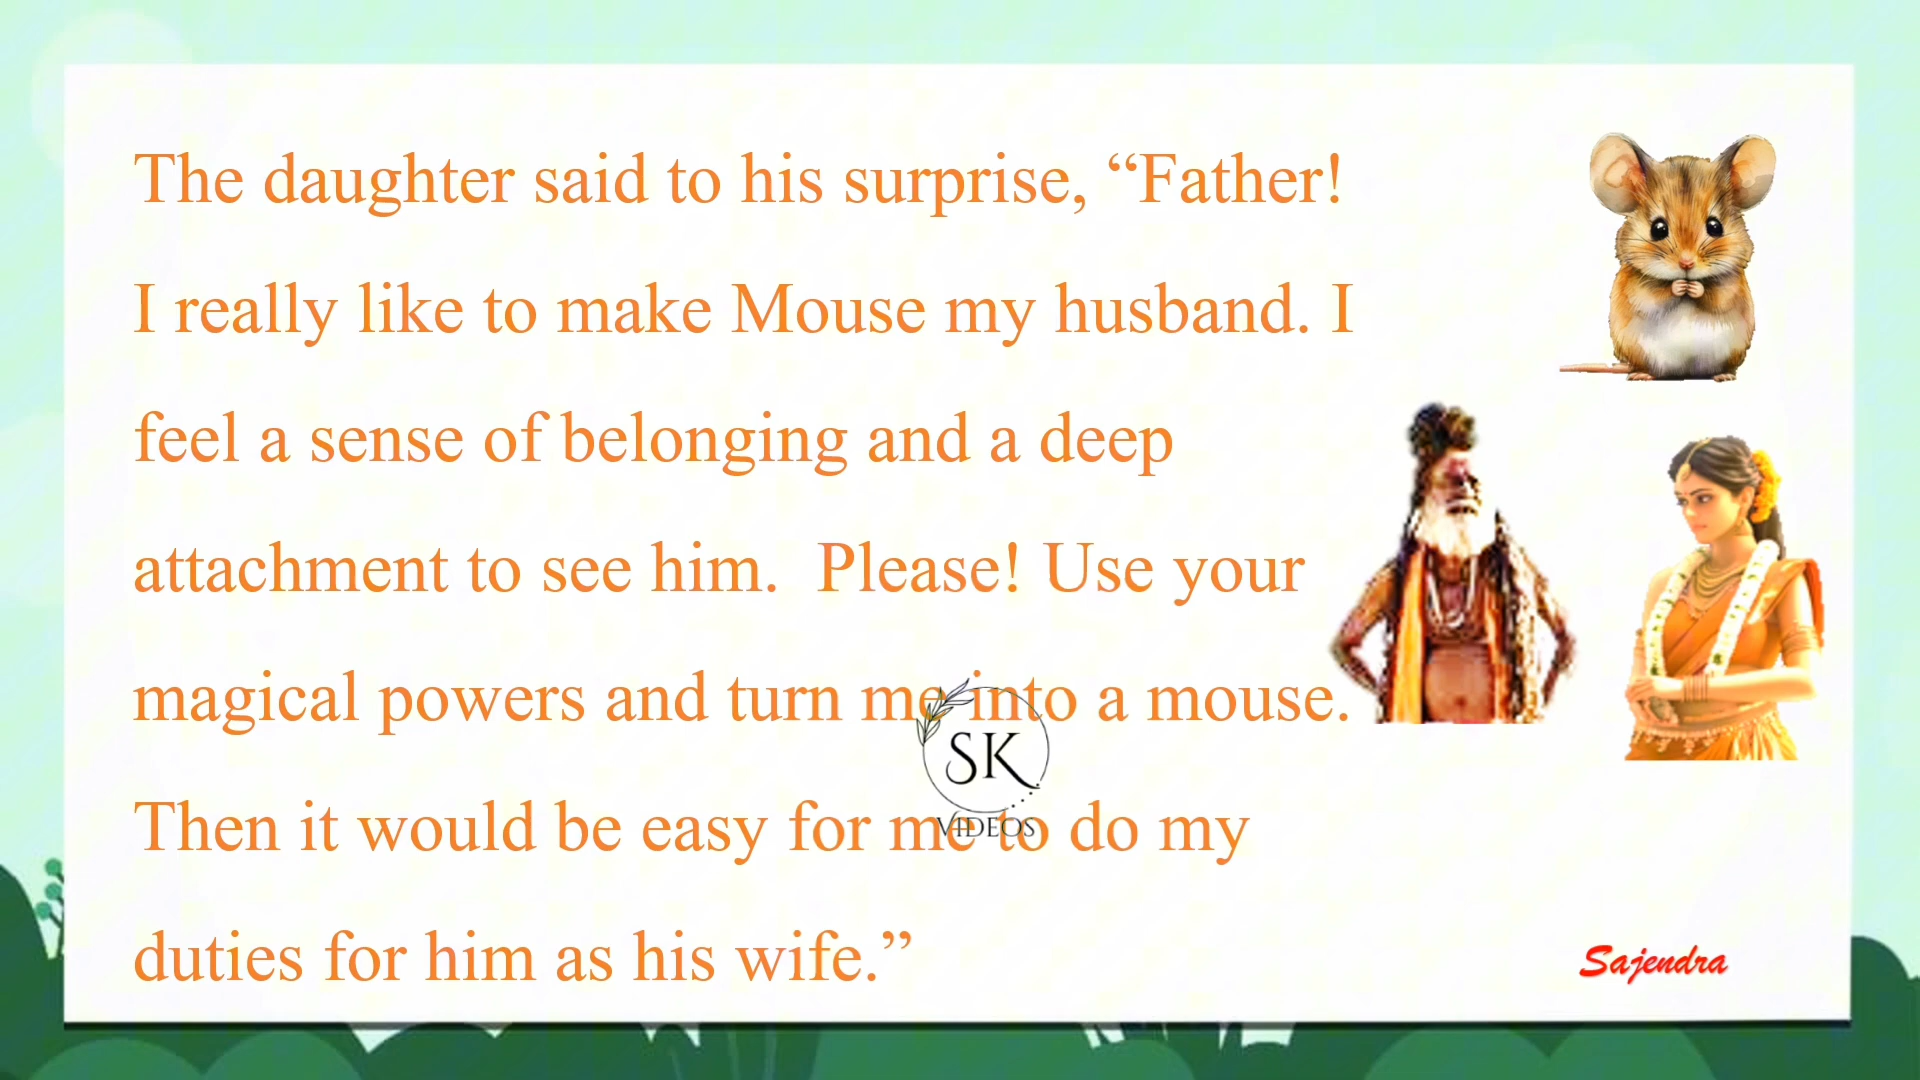 The daughter said to his surprise, “Father!
I really like to make Mouse my husband. I
feel a sense of belonging and a deep
attachment to see him.  Please! Use your
magical powers and turn me into a mouse.
Then it would be easy for me to do my
duties for him as his wife.”
SK
VIDEOS
Sajendra